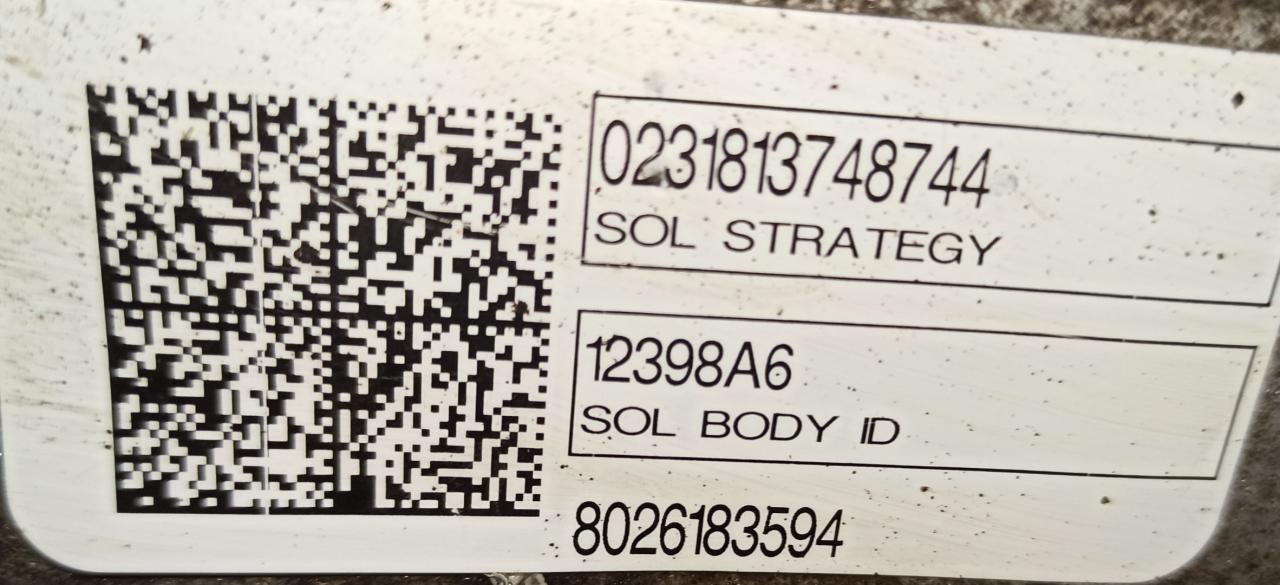 0231813748744
SOL STRATEGY
12398A6
SOL BODY ID
8026183594